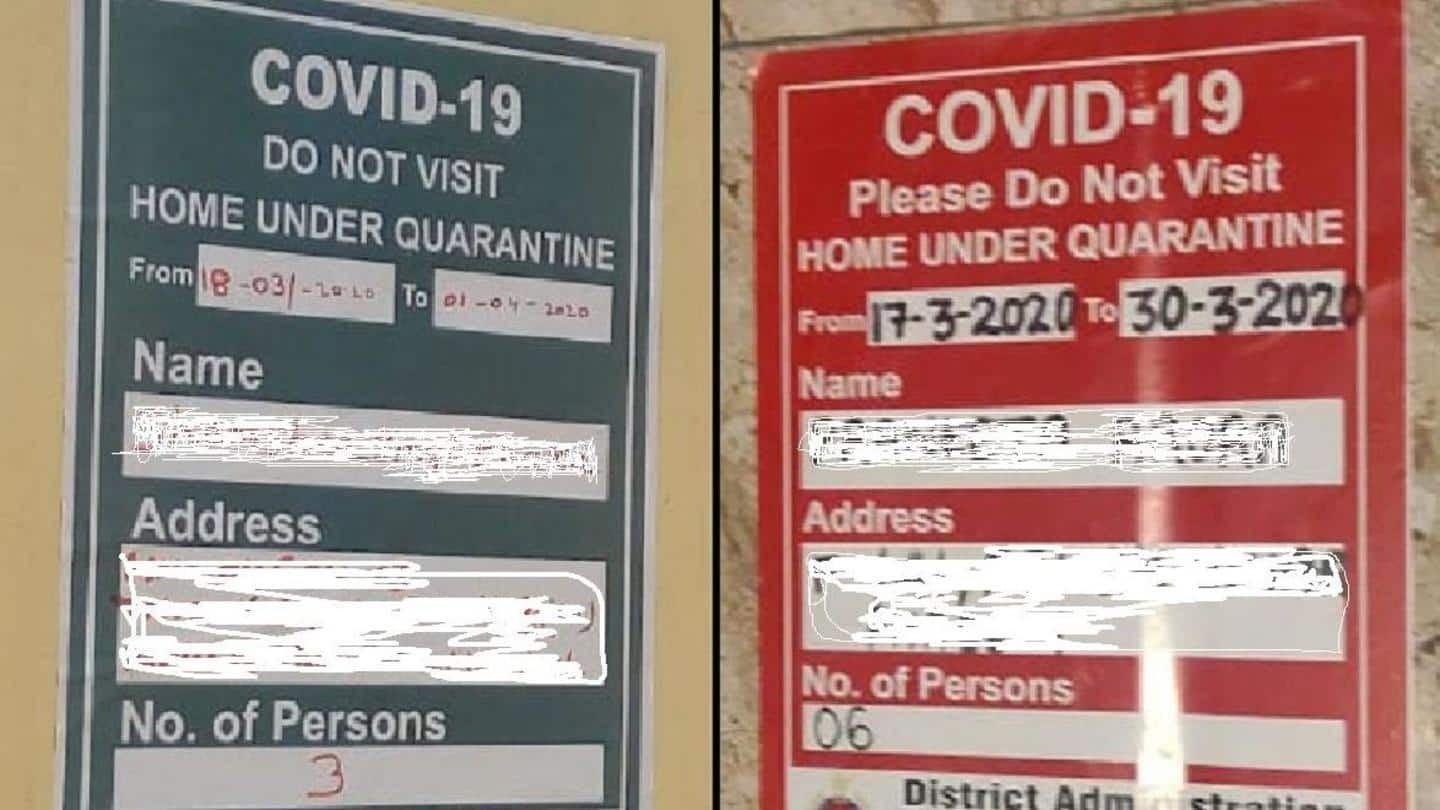 COVID-19
DO NOT VISIT
HOME UNDER QUARANTINE
From 18-03/-2020 To 01-04-2020
Name
Address
No. of Persons
3
COVID-19
Please Do Not Visit
HOME UNDER QUARANTINE
From 17-3-2020 To 30-3-2020
Name
Address
No. of Persons
06
District